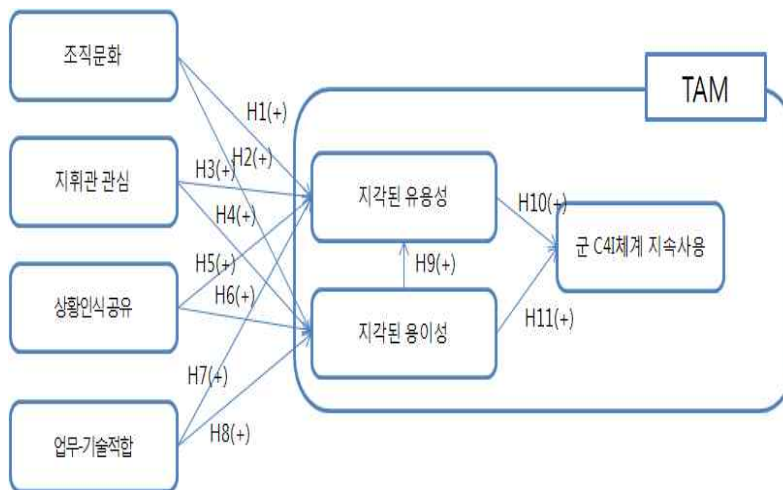 조직문화
TAM
H1(+)
H2(+)
지휘관 관심
H3(+)
지각된 유용성
H4(+)
H10(+)
군 C4I체계 지속사용
상황인식 공유
H5(+)
H9(+)
H6(+)
지각된 용이성
H11(+)
H7(+)
업무-기술적합
H8(+)